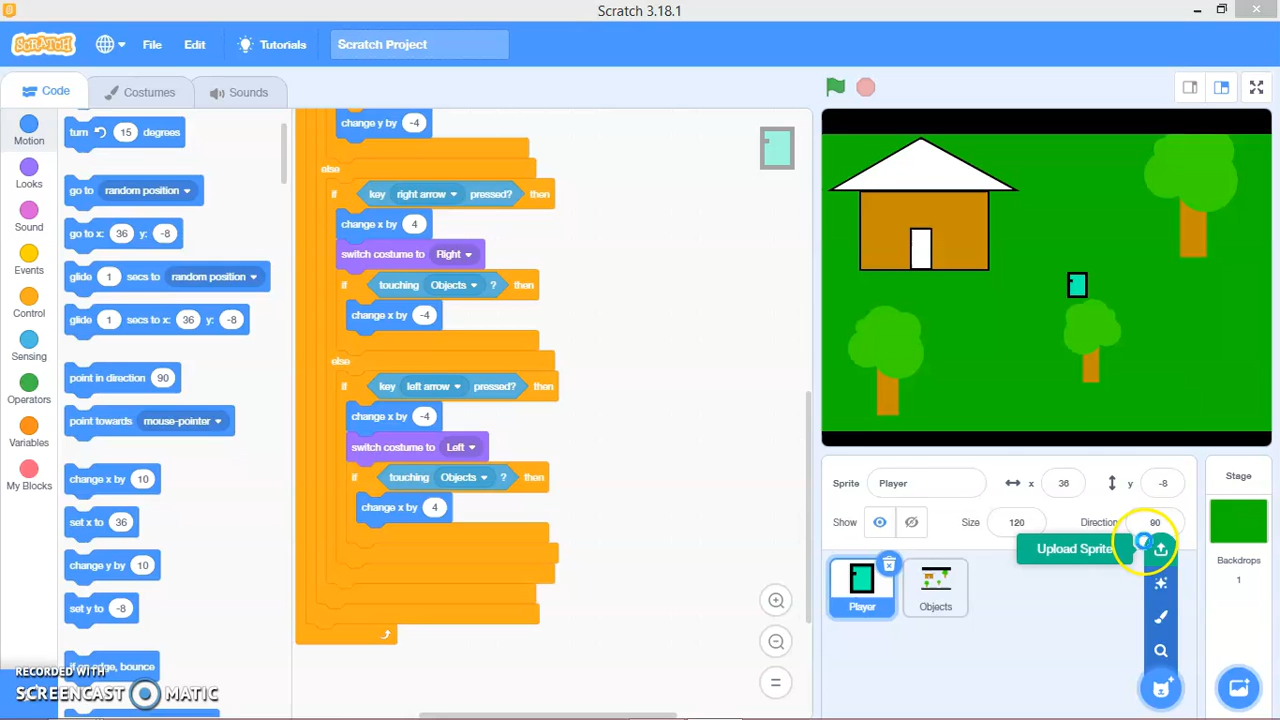 Scratch 3.18.1
SCRATCH File Edit Tutorials Scratch Project
Code Costumes Sounds
Motion
Looks
Sound
Events
Control
Sensing
Operators
Variables
My Blocks
turn 15 degrees
go to random position
go to x: 36 y: -8
glide 1 secs to random position
glide 1 secs to x: 36 y: -8
point in direction 90
point towards mouse-pointer
change x by 10
set x to 36
change y by 10
set y to -8
if on edge, bounce
change y by -4
else
if key right arrow pressed? then
change x by 4
switch costume to Right
if touching Objects ? then
change x by -4
else
if key left arrow pressed? then
change x by -4
switch costume to Left
if touching Objects ? then
change x by 4
Sprite Player x 36 y -8
Show Size 120 Direction 90
Upload Sprite
Player
Objects
Stage
Backdrops
1
RECORDED WITH
SCREENCAST MATIC